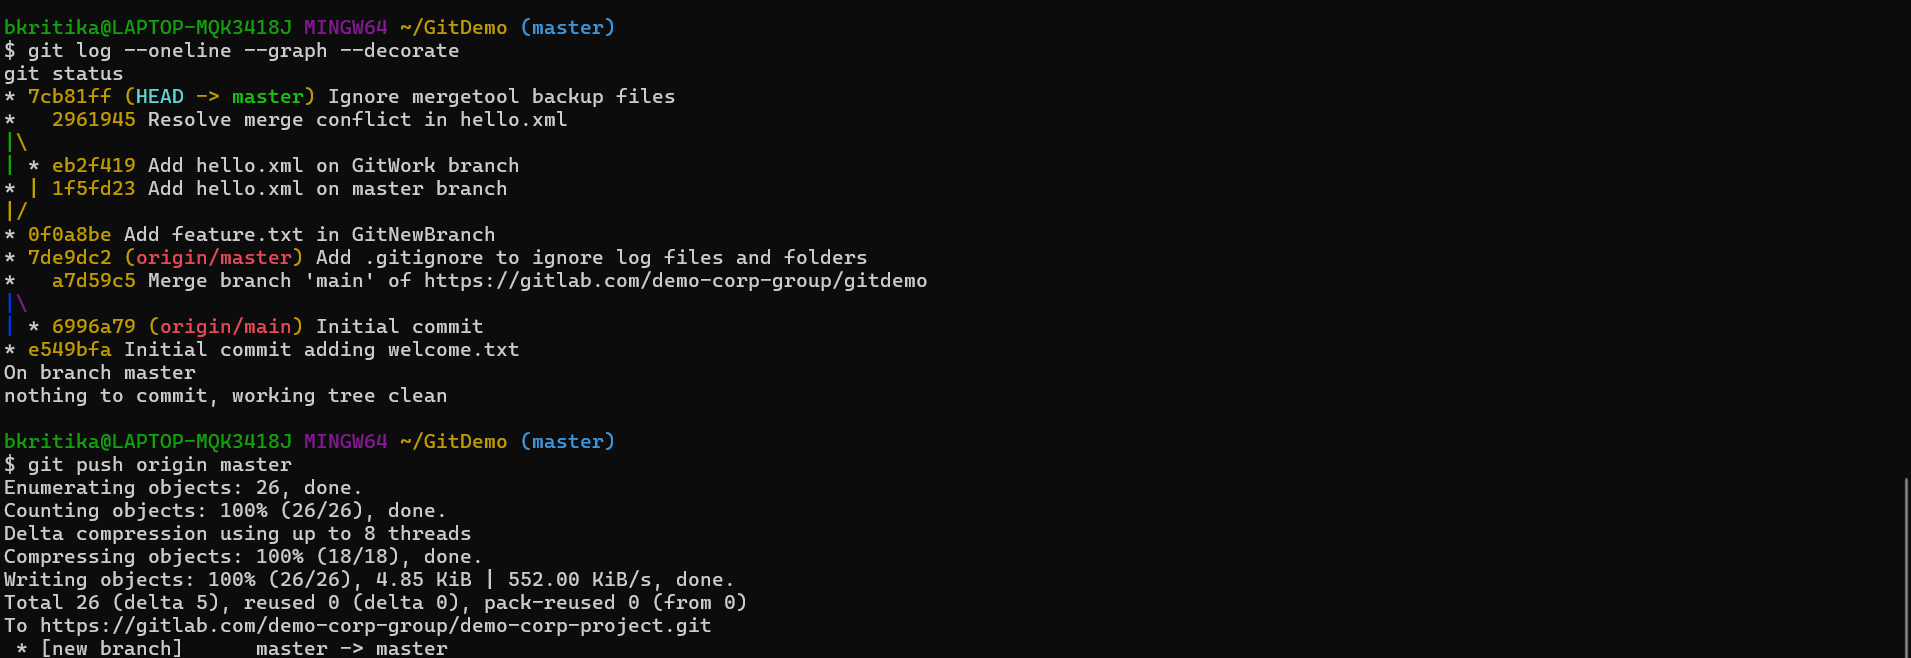 bkritika@LAPTOP-MQK3418J MINGW64 ~/GitDemo (master)
$ git log --oneline --graph --decorate
git status
* 7cb81ff (HEAD -> master) Ignore mergetool backup files
*   2961945 Resolve merge conflict in hello.xml
|\
| * eb2f419 Add hello.xml on GitWork branch
* | 1f5fd23 Add hello.xml on master branch
|/
* 0f0a8be Add feature.txt in GitNewBranch
* 7de9dc2 (origin/master) Add .gitignore to ignore log files and folders
*   a7d59c5 Merge branch 'main' of https://gitlab.com/demo-corp-group/gitdemo
|\
| * 6996a79 (origin/main) Initial commit
* e549bfa Initial commit adding welcome.txt
On branch master
nothing to commit, working tree clean
bkritika@LAPTOP-MQK3418J MINGW64 ~/GitDemo (master)
$ git push origin master
Enumerating objects: 26, done.
Counting objects: 100% (26/26), done.
Delta compression using up to 8 threads
Compressing objects: 100% (18/18), done.
Writing objects: 100% (26/26), 4.85 KiB | 552.00 KiB/s, done.
Total 26 (delta 5), reused 0 (delta 0), pack-reused 0 (from 0)
To https://gitlab.com/demo-corp-group/demo-corp-project.git
 * [new branch]      master -> master